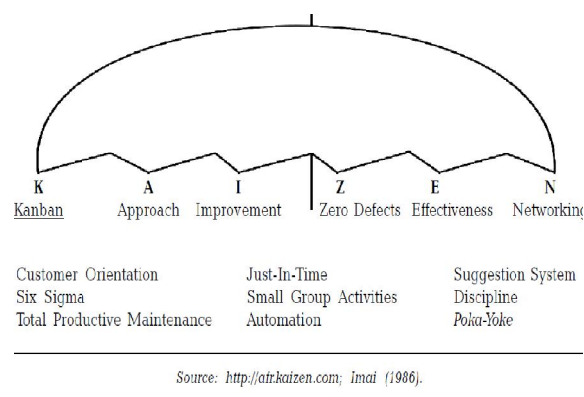 K A I Z E N
Kanban Approach Improvement Zero Defects Effectiveness Networking
Customer Orientation Just-In-Time Suggestion System
Six Sigma Small Group Activities Discipline
Total Productive Maintenance Automation Poka-Yoke
Source: http://afr.kaizen.com; Imai (1986).